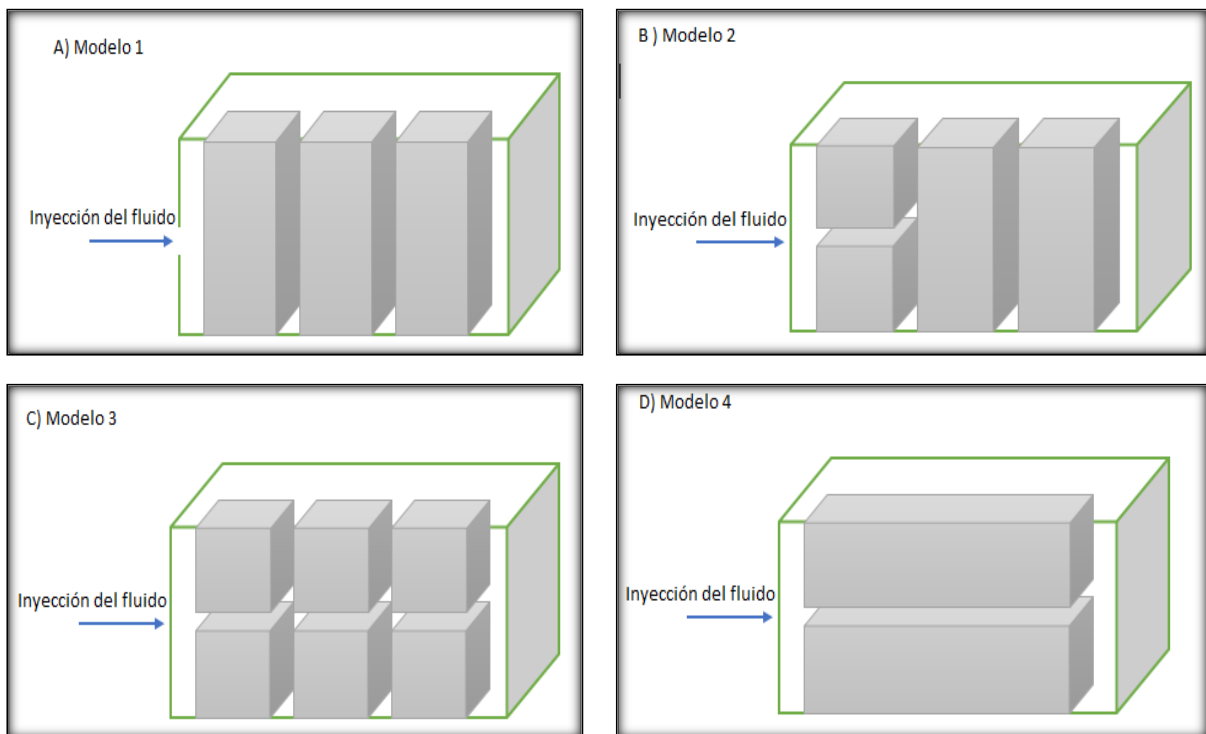 A) Modelo 1
Inyección del fluido
B ) Modelo 2
Inyección del fluido
C) Modelo 3
Inyección del fluido
D) Modelo 4
Inyección del fluido